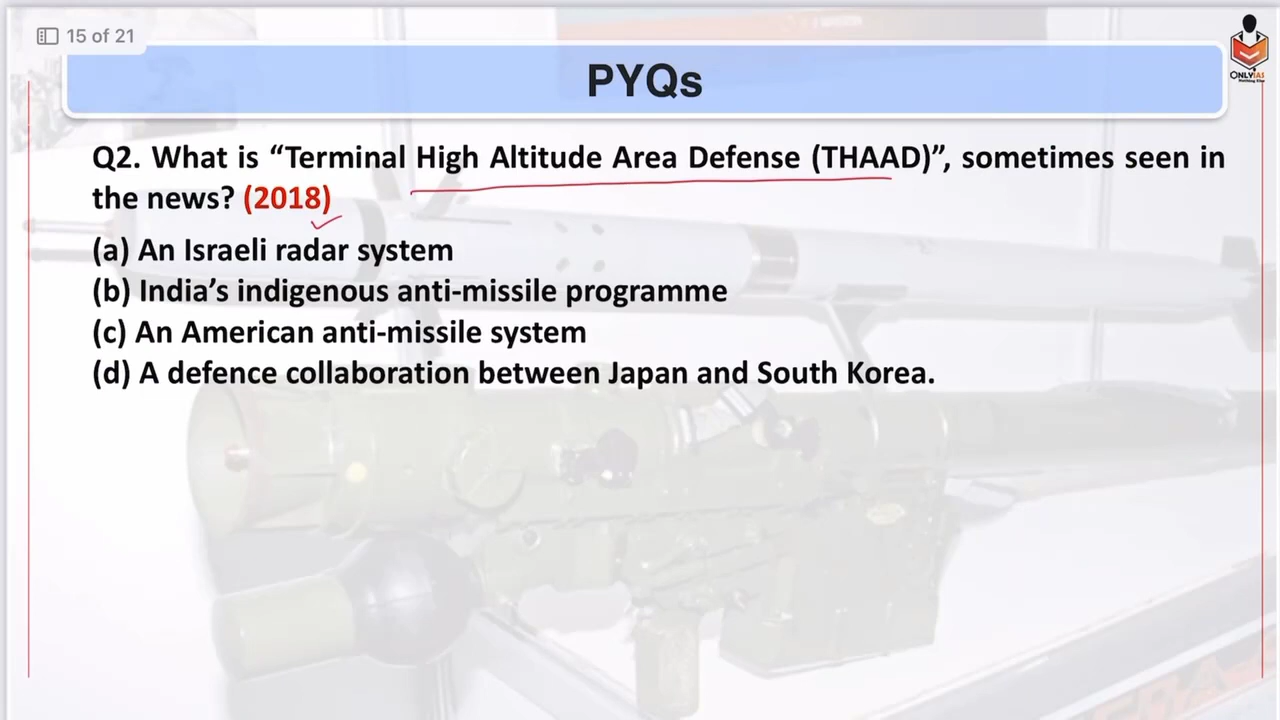 15 of 21
PYQs
ONLYIAS
Nothing Else
Q2. What is “Terminal High Altitude Area Defense (THAAD)”, sometimes seen in
the news? (2018)
(a) An Israeli radar system
(b) India’s indigenous anti-missile programme
(c) An American anti-missile system
(d) A defence collaboration between Japan and South Korea.